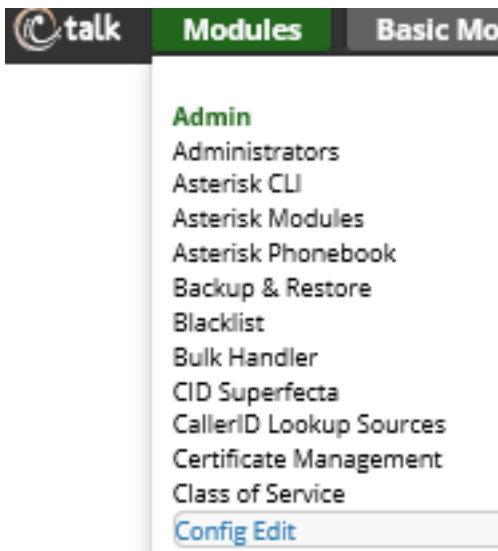 talk
Modules
Basic Mo
Admin
Administrators
Asterisk CLI
Asterisk Modules
Asterisk Phonebook
Backup & Restore
Blacklist
Bulk Handler
CID Superfecta
CallerID Lookup Sources
Certificate Management
Class of Service
Config Edit